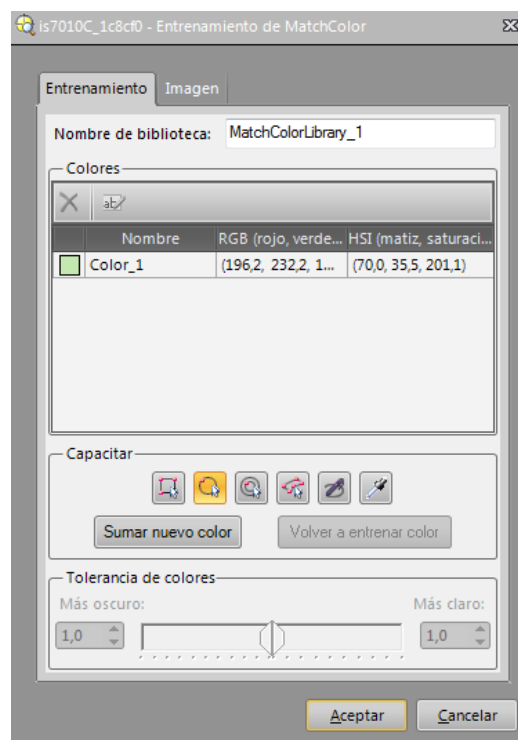 is7010C_1c8cf0 - Entrenamiento de MatchColor
Entrenamiento Imagen
Nombre de biblioteca: MatchColorLibrary_1
Colores
ab
Nombre RGB (rojo, verde... HSI (matiz, saturaci...
Color_1 (196,2, 232,2, 1... (70,0, 35,5, 201,1)
Capacitar
Sumar nuevo color Volver a entrenar color
Tolerancia de colores
Más oscuro: Más claro:
1,0 1,0
Aceptar Cancelar